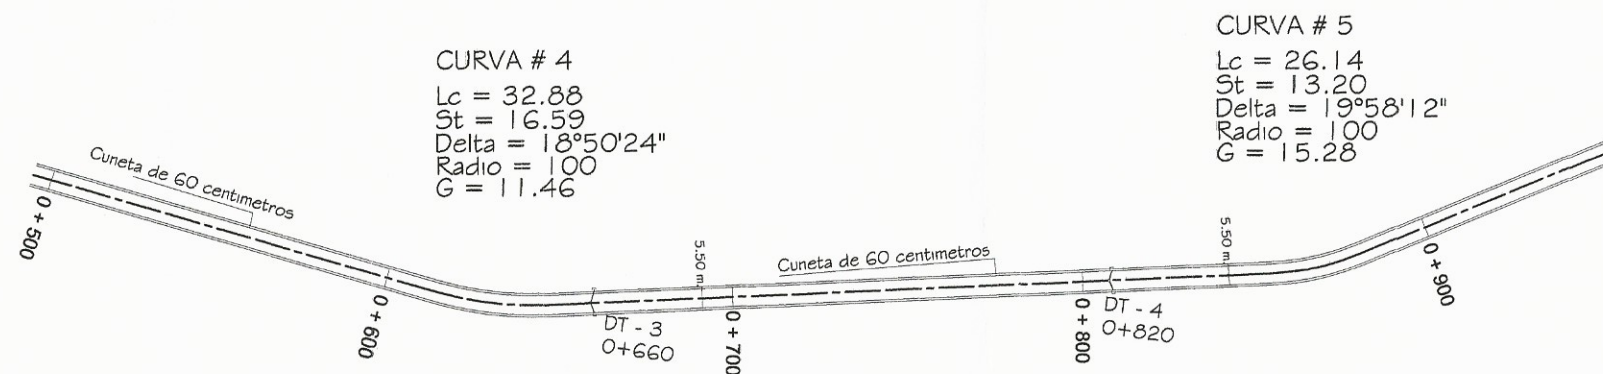 CURVA # 4
Lc = 32.88
St = 16.59
Delta = 18°50'24"
Radio = 100
G = 11.46
CURVA # 5
Lc = 26.14
St = 13.20
Delta = 19°58'12"
Radio = 100
G = 15.28
Cuneta de 60 centimetros
0 + 500
0 + 600
DT - 3
0+660
5.50 m.
0 + 700
Cuneta de 60 centimetros
0 + 800
DT - 4
0+820
5.50 m.
0 + 900